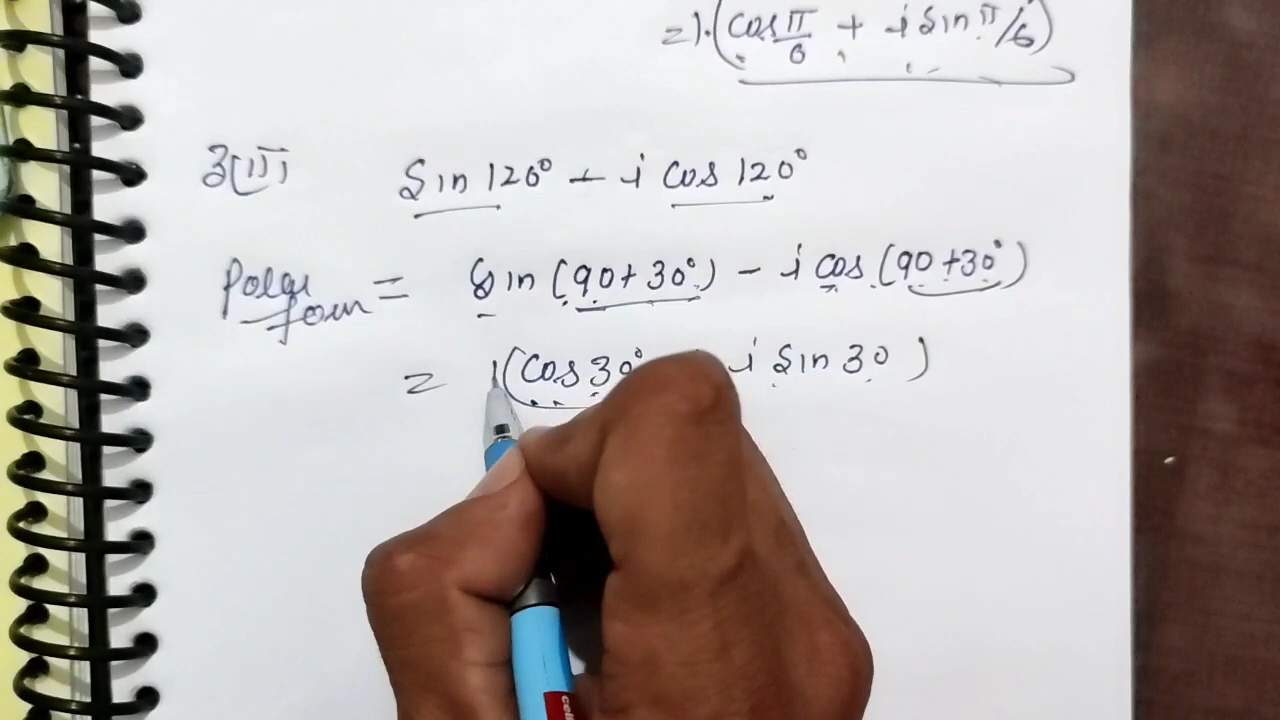 =1.(cos π/6 + i sin π/6)
3(iii) Sin 120° - i cos 120°
Polar form = Sin (90+30°) - i cos (90+30°)
= 1(cos 30° i sin 30)